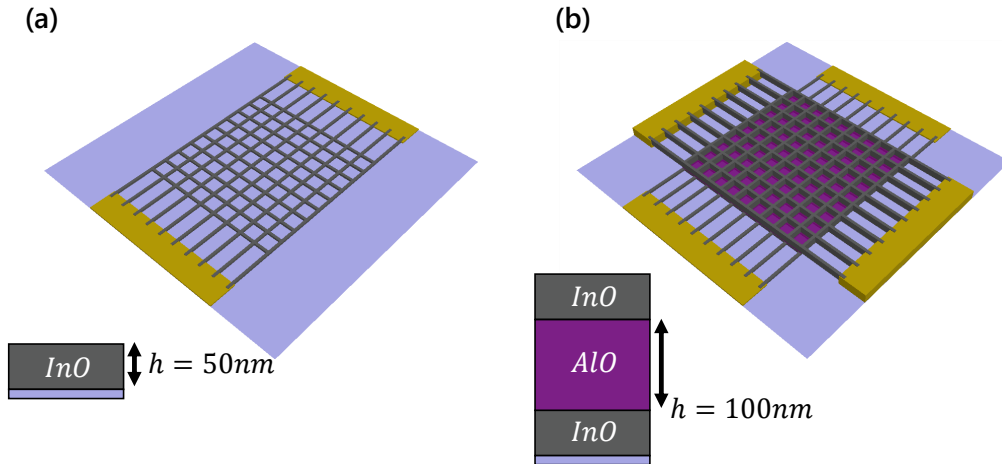 (a)
(b)
InO
h = 50nm
InO
AlO
h = 100nm
InO